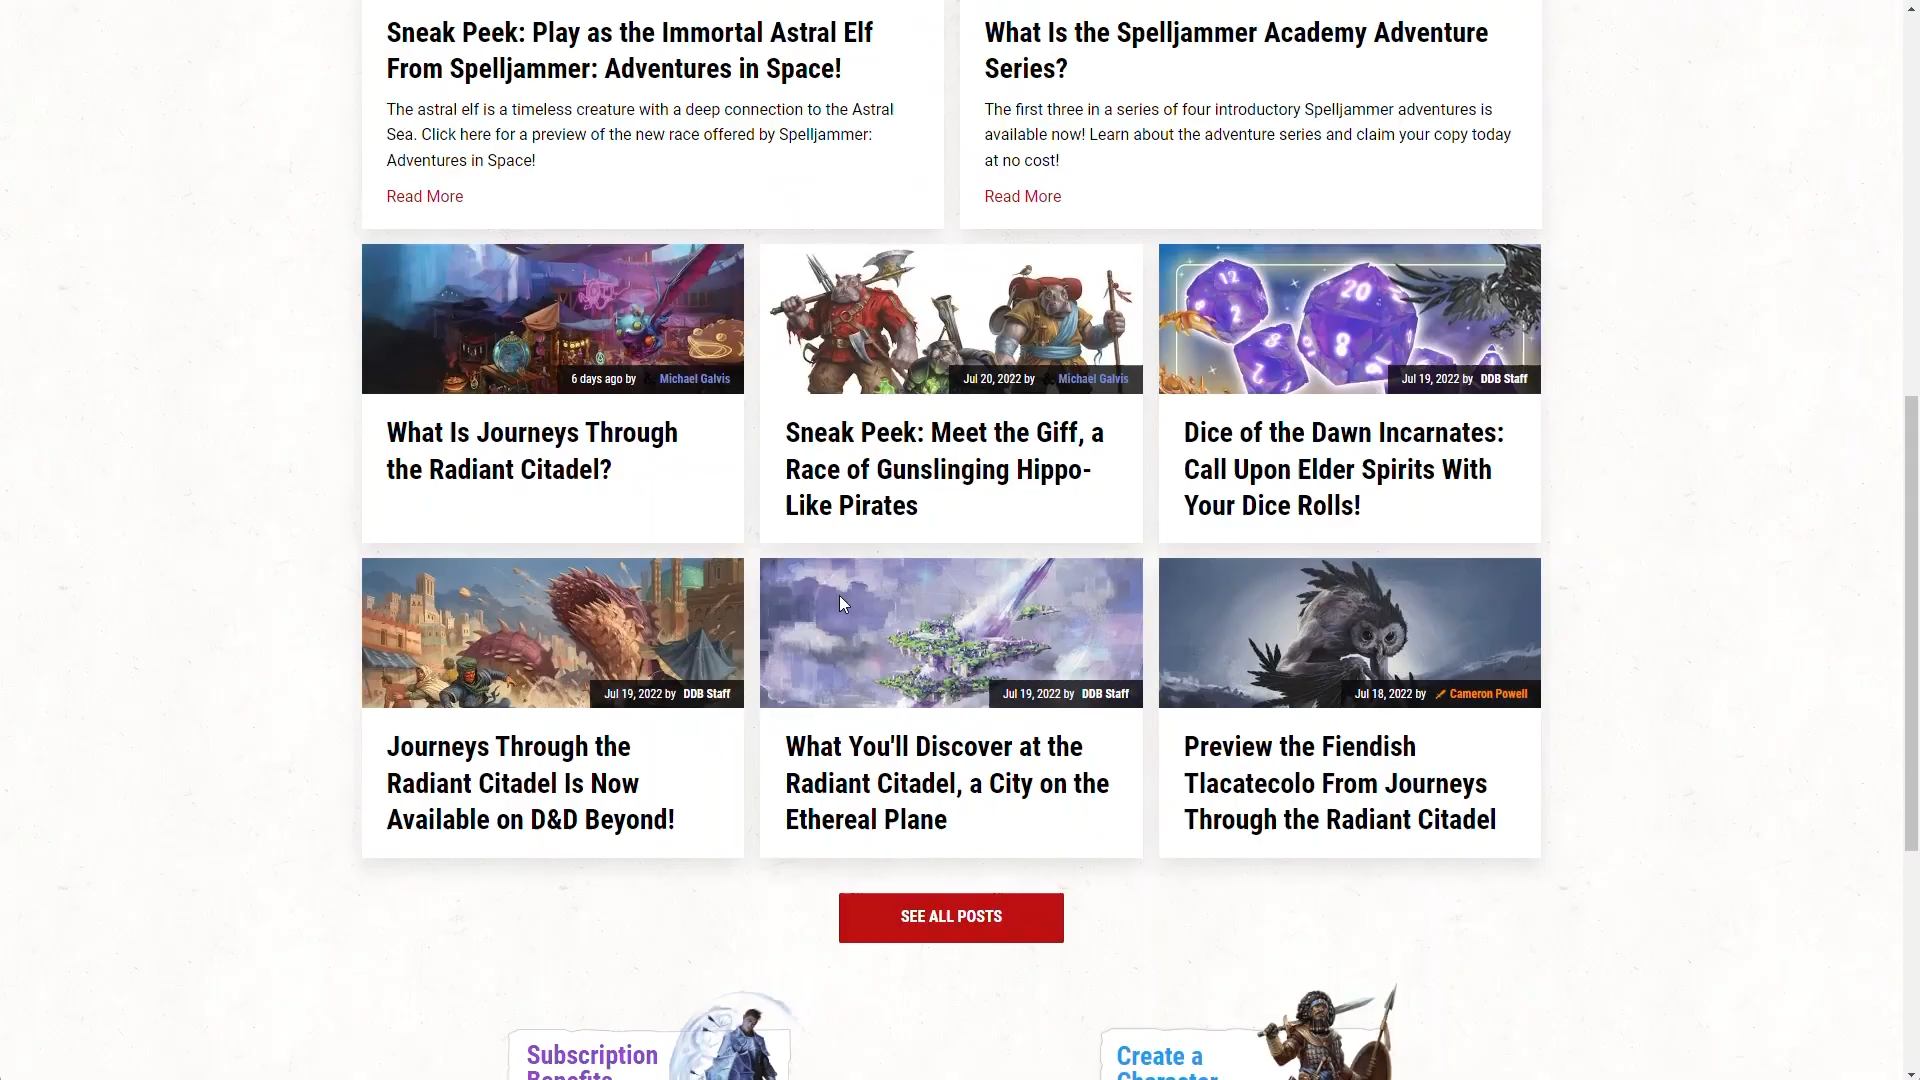 Sneak Peek: Play as the Immortal Astral Elf
From Spelljammer: Adventures in Space!
The astral elf is a timeless creature with a deep connection to the Astral
Sea. Click here for a preview of the new race offered by Spelljammer:
Adventures in Space!
Read More
What Is the Spelljammer Academy Adventure
Series?
The first three in a series of four introductory Spelljammer adventures is
available now! Learn about the adventure series and claim your copy today
at no cost!
Read More
6 days ago by Michael Galvis
What Is Journeys Through
the Radiant Citadel?
Jul 20, 2022 by Michael Galvis
Sneak Peek: Meet the Giff, a
Race of Gunslinging Hippo-
Like Pirates
12
2
8
20
8
Jul 19, 2022 by DDB Staff
Dice of the Dawn Incarnates:
Call Upon Elder Spirits With
Your Dice Rolls!
Jul 19, 2022 by DDB Staff
Journeys Through the
Radiant Citadel Is Now
Available on D&D Beyond!
Jul 19, 2022 by DDB Staff
What You'll Discover at the
Radiant Citadel, a City on the
Ethereal Plane
Jul 18, 2022 by Cameron Powell
Preview the Fiendish
Tlacatecolo From Journeys
Through the Radiant Citadel
SEE ALL POSTS
Subscription
Benefits
Create a
Character